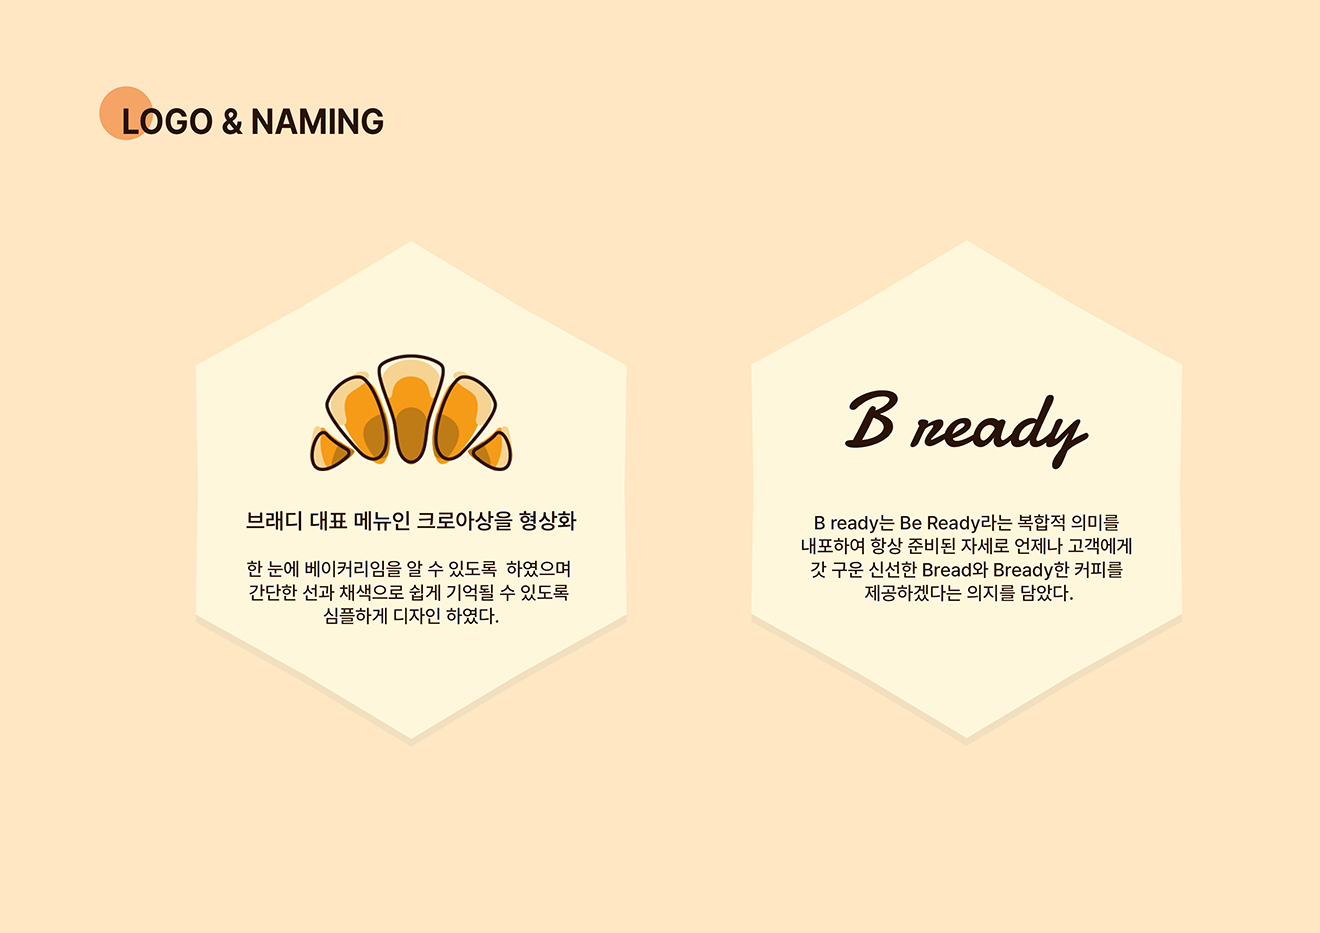 LOGO & NAMING
브래디 대표 메뉴인 크로아상을 형상화
한 눈에 베이커리임을 알 수 있도록 하였으며
간단한 선과 채색으로 쉽게 기억될 수 있도록
심플하게 디자인 하였다.
B ready
B ready는 Be Ready라는 복합적 의미를
내포하여 항상 준비된 자세로 언제나 고객에게
갓 구운 신선한 Bread와 Bready한 커피를
제공하겠다는 의지를 담았다.